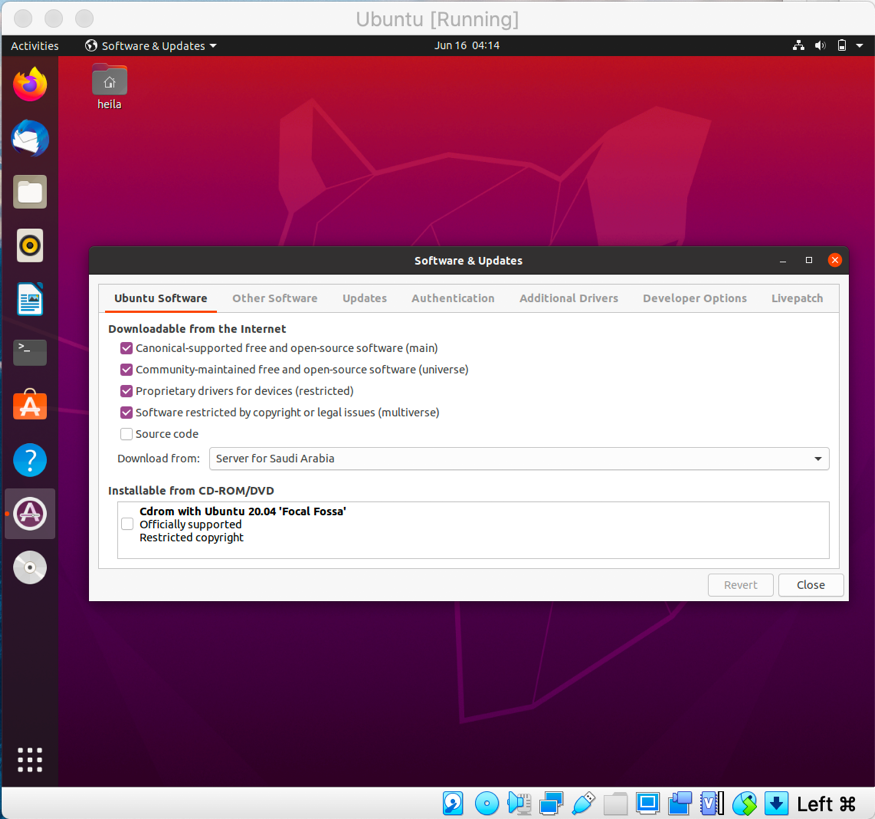 Ubuntu [Running]
Activities
Software & Updates
Jun 16 04:14
heila
Software & Updates
Ubuntu Software
Other Software
Updates
Authentication
Additional Drivers
Developer Options
Livepatch
Downloadable from the Internet
Canonical-supported free and open-source software (main)
Community-maintained free and open-source software (universe)
Proprietary drivers for devices (restricted)
Software restricted by copyright or legal issues (multiverse)
Source code
Download from: Server for Saudi Arabia
Installable from CD-ROM/DVD
Cdrom with Ubuntu 20.04 'Focal Fossa'
Officially supported
Restricted copyright
Revert
Close
Left ⌘